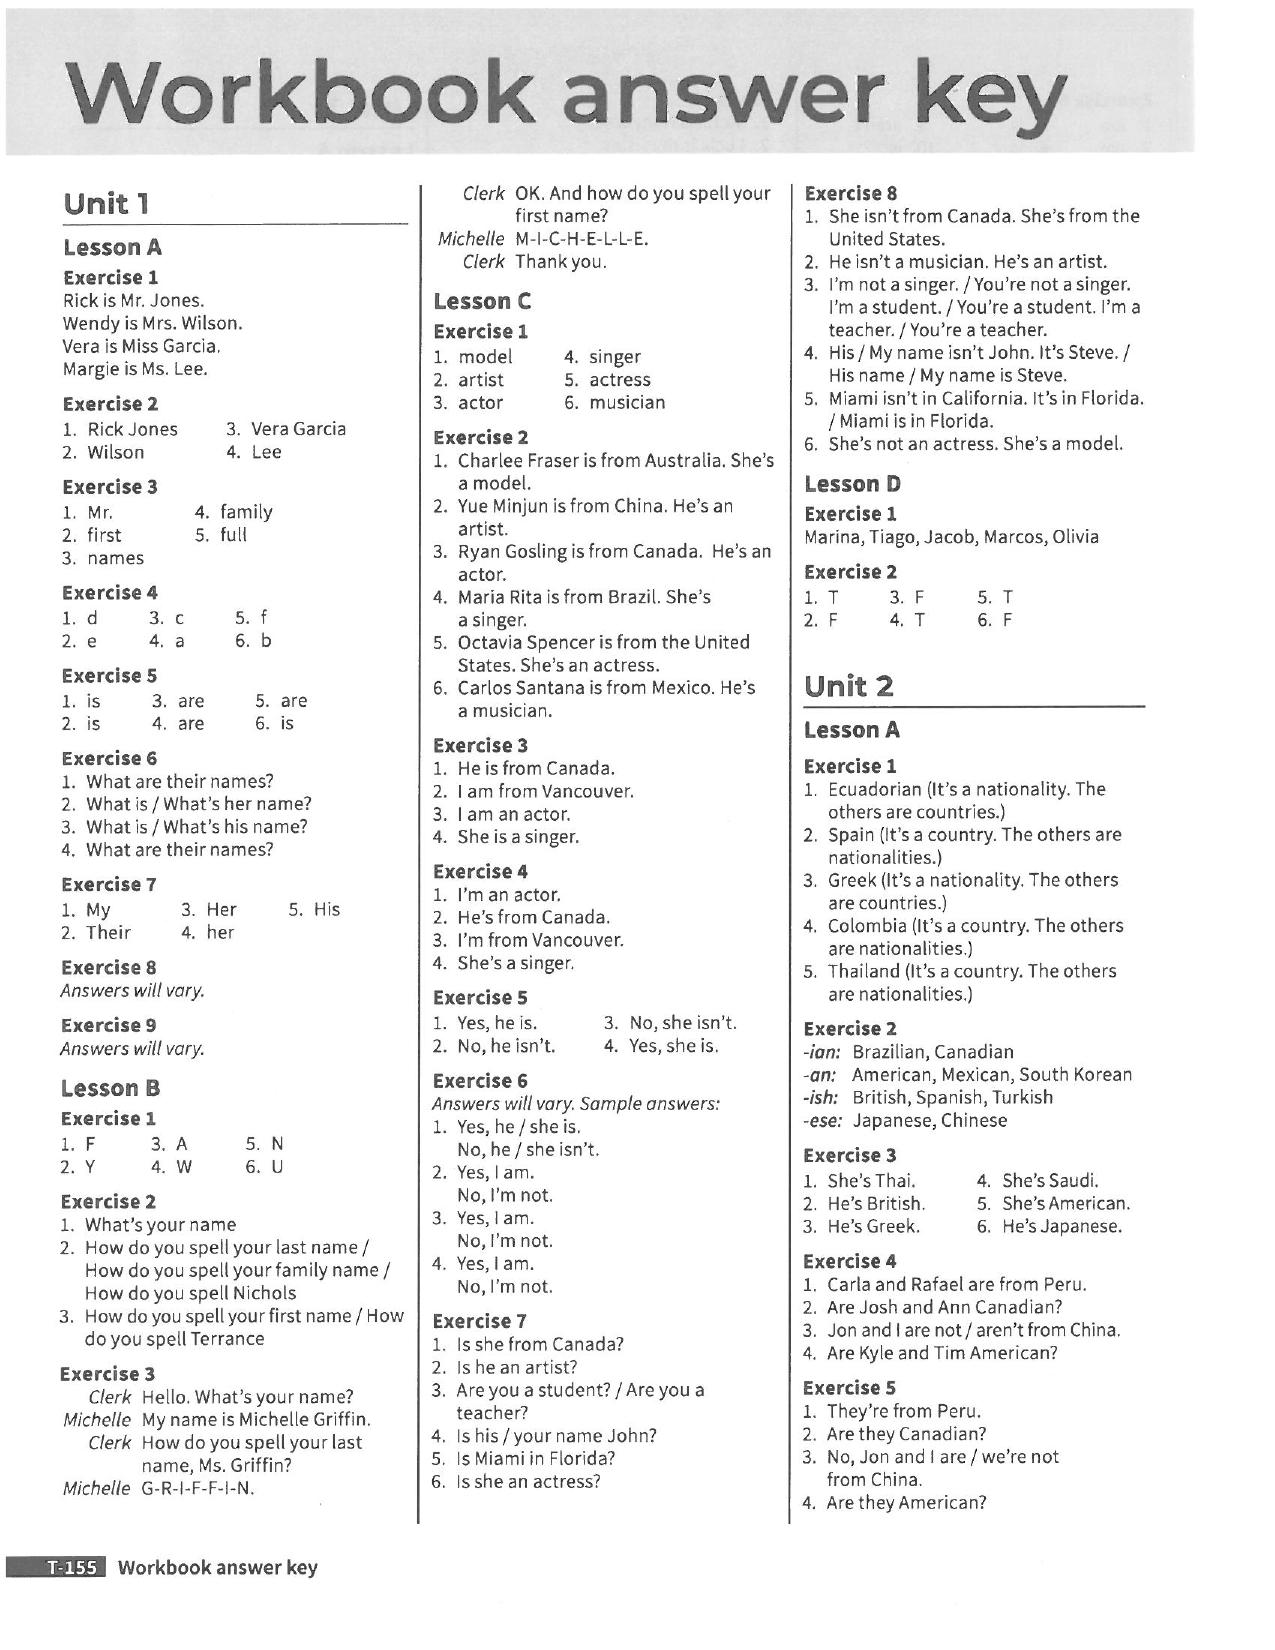 Workbook answer key
Unit 1
Lesson A
Exercise 1
Rick is Mr. Jones.
Wendy is Mrs. Wilson.
Vera is Miss Garcia.
Margie is Ms. Lee.
Exercise 2
1. Rick Jones 3. Vera Garcia
2. Wilson 4. Lee
Exercise 3
1. Mr. 4. family
2. first 5. full
3. names
Exercise 4
1. d 3. c 5. f
2. e 4. a 6. b
Exercise 5
1. is 3. are 5. are
2. is 4. are 6. is
Exercise 6
1. What are their names?
2. What is / What's her name?
3. What is / What's his name?
4. What are their names?
Exercise 7
1. My 3. Her 5. His
2. Their 4. her
Exercise 8
Answers will vary.
Exercise 9
Answers will vary.
Lesson B
Exercise 1
1. F 3. A 5. N
2. Y 4. W 6. U
Exercise 2
1. What's your name
2. How do you spell your last name /
How do you spell your family name /
How do you spell Nichols
3. How do you spell your first name / How
do you spell Terrance
Exercise 3
Clerk Hello. What's your name?
Michelle My name is Michelle Griffin.
Clerk How do you spell your last
name, Ms. Griffin?
Michelle G-R-I-F-F-I-N.
Clerk OK. And how do you spell your
first name?
Michelle M-I-C-H-E-L-L-E.
Clerk Thank you.
Lesson C
Exercise 1
1. model 4. singer
2. artist 5. actress
3. actor 6. musician
Exercise 2
1. Charlee Fraser is from Australia. She's
a model.
2. Yue Minjun is from China. He's an
artist.
3. Ryan Gosling is from Canada. He's an
actor.
4. Maria Rita is from Brazil. She's
a singer.
5. Octavia Spencer is from the United
States. She's an actress.
6. Carlos Santana is from Mexico. He's
a musician.
Exercise 3
1. He is from Canada.
2. I am from Vancouver.
3. I am an actor.
4. She is a singer.
Exercise 4
1. I'm an actor.
2. He's from Canada.
3. I'm from Vancouver.
4. She's a singer.
Exercise 5
1. Yes, he is. 3. No, she isn't.
2. No, he isn't. 4. Yes, she is.
Exercise 6
Answers will vary. Sample answers:
1. Yes, he / she is.
No, he / she isn't.
2. Yes, I am.
No, I'm not.
3. Yes, I am.
No, I'm not.
4. Yes, I am.
No, I'm not.
Exercise 7
1. Is she from Canada?
2. Is he an artist?
3. Are you a student? / Are you a
teacher?
4. Is his / your name John?
5. Is Miami in Florida?
6. Is she an actress?
Exercise 8
1. She isn't from Canada. She's from the
United States.
2. He isn't a musician. He's an artist.
3. I'm not a singer. / You're not a singer.
I'm a student. / You're a student. I'm a
teacher. / You're a teacher.
4. His / My name isn't John. It's Steve. /
His name / My name is Steve.
5. Miami isn't in California. It's in Florida.
/ Miami is in Florida.
6. She's not an actress. She's a model.
Lesson D
Exercise 1
Marina, Tiago, Jacob, Marcos, Olivia
Exercise 2
1. T 3. F 5. T
2. F 4. T 6. F
Unit 2
Lesson A
Exercise 1
1. Ecuadorian (It's a nationality. The
others are countries.)
2. Spain (It's a country. The others are
nationalities.)
3. Greek (It's a nationality. The others
are countries.)
4. Colombia (It's a country. The others
are nationalities.)
5. Thailand (It's a country. The others
are nationalities.)
Exercise 2
-ian: Brazilian, Canadian
-an: American, Mexican, South Korean
-ish: British, Spanish, Turkish
-ese: Japanese, Chinese
Exercise 3
1. She's Thai. 4. She's Saudi.
2. He's British. 5. She's American.
3. He's Greek. 6. He's Japanese.
Exercise 4
1. Carla and Rafael are from Peru.
2. Are Josh and Ann Canadian?
3. Jon and I are not / aren't from China.
4. Are Kyle and Tim American?
Exercise 5
1. They're from Peru.
2. Are they Canadian?
3. No, Jon and I are / we're not
from China.
4. Are they American?
T-155 Workbook answer key